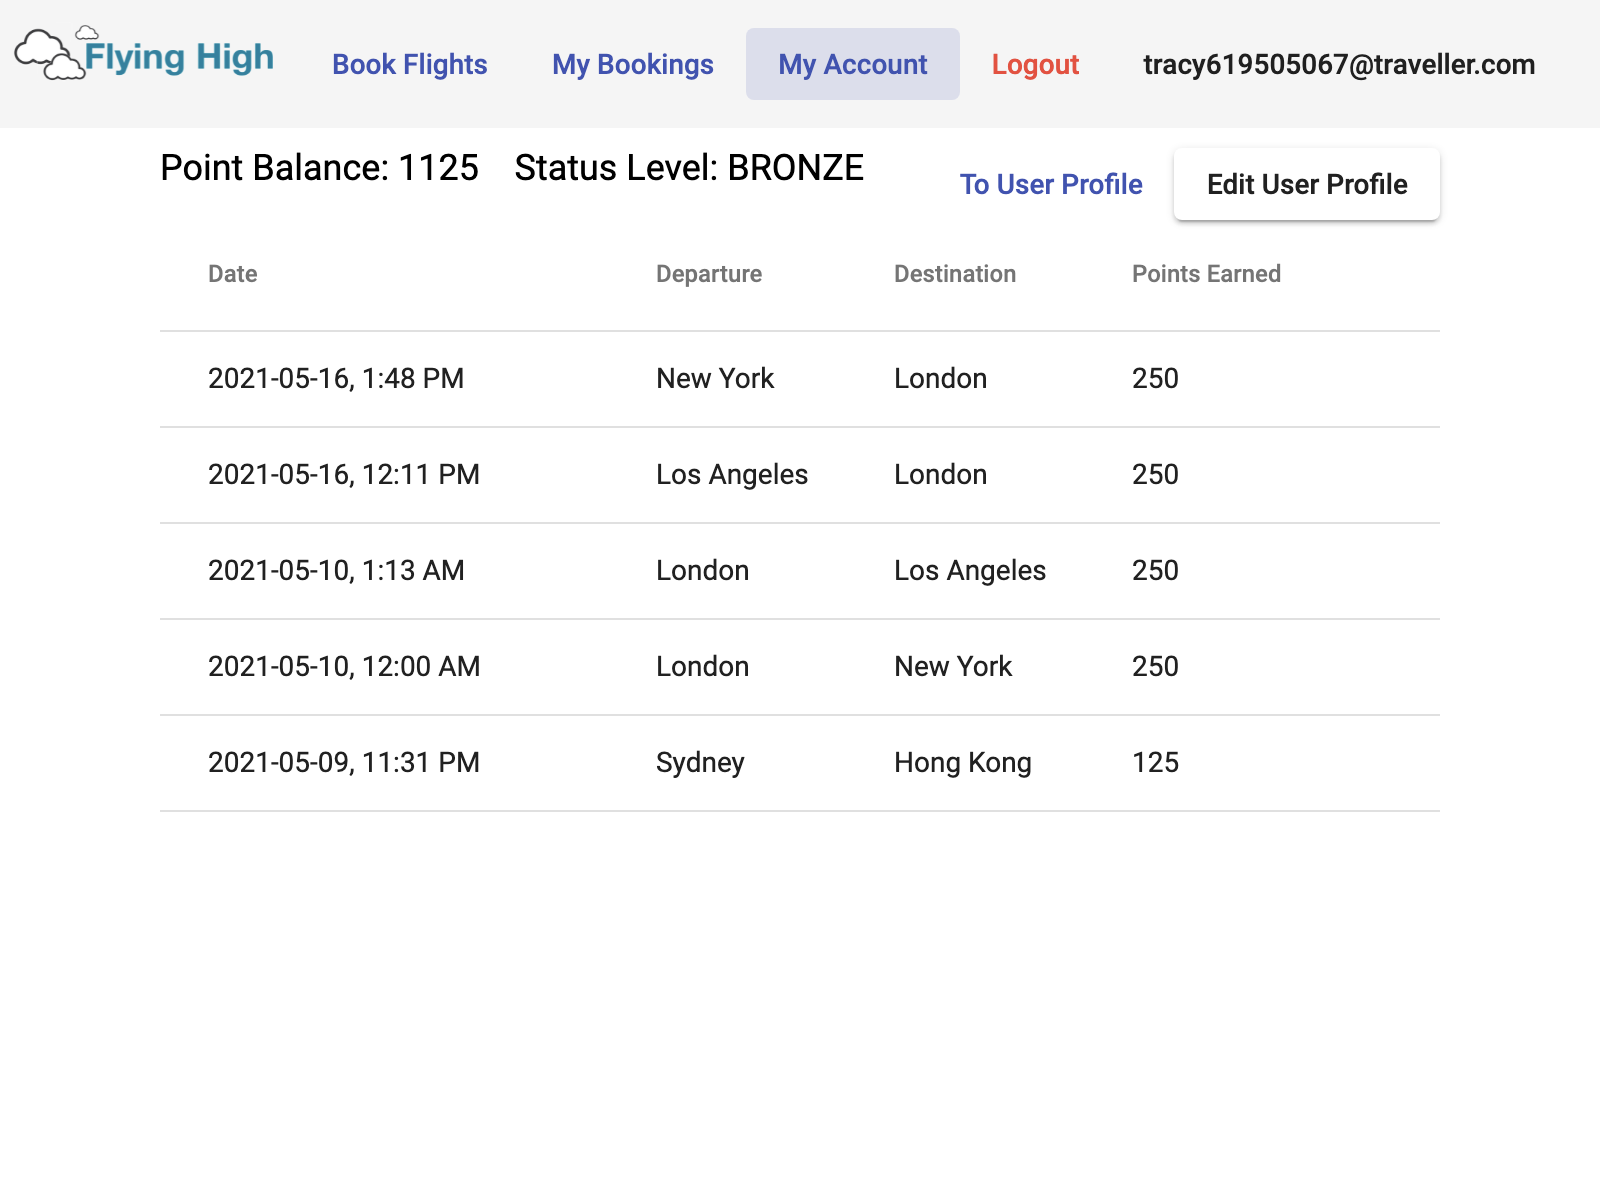 Flying High Book Flights My Bookings My Account Logout tracy619505067@traveller.com
Point Balance: 1125 Status Level: BRONZE To User Profile Edit User Profile
Date Departure Destination Points Earned
2021-05-16, 1:48 PM New York London 250
2021-05-16, 12:11 PM Los Angeles London 250
2021-05-10, 1:13 AM London Los Angeles 250
2021-05-10, 12:00 AM London New York 250
2021-05-09, 11:31 PM Sydney Hong Kong 125